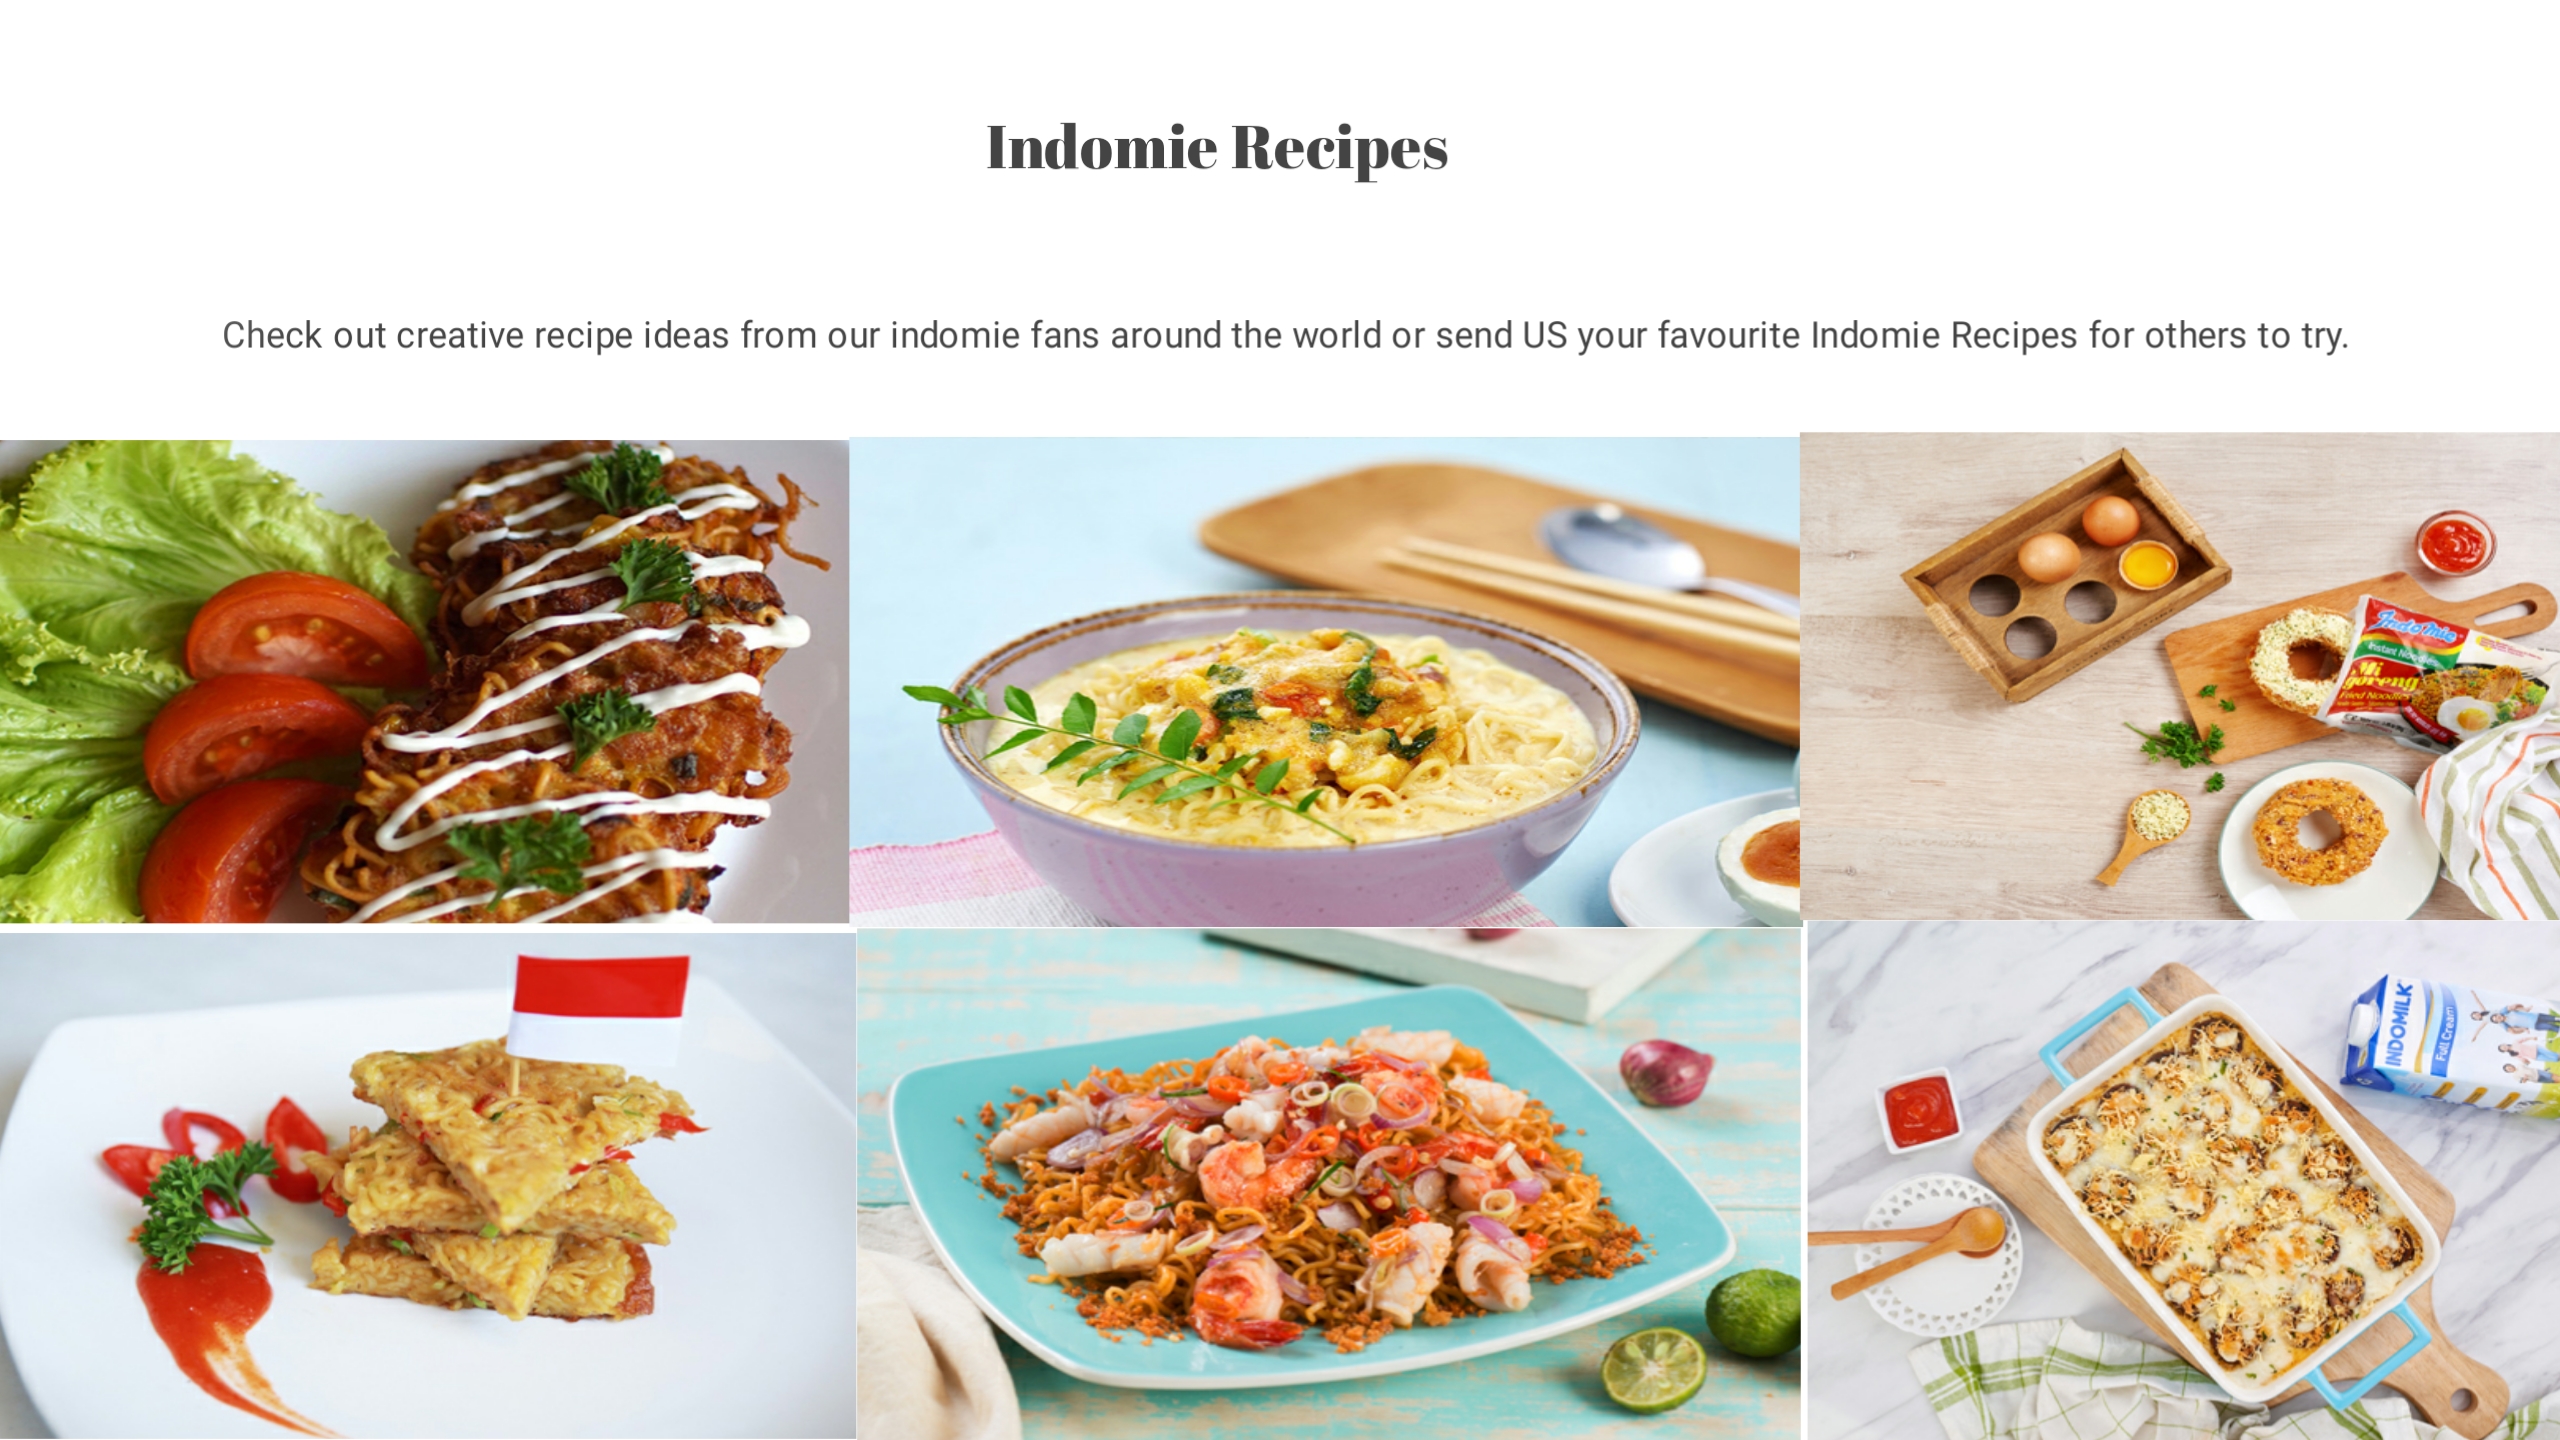 Indomie Recipes
Check out creative recipe ideas from our indomie fans around the world or send US your favourite Indomie Recipes for others to try.
Indomie
Instant Noodles
Mi
goreng
Fried Noodles
INDOMILK
Full Cream